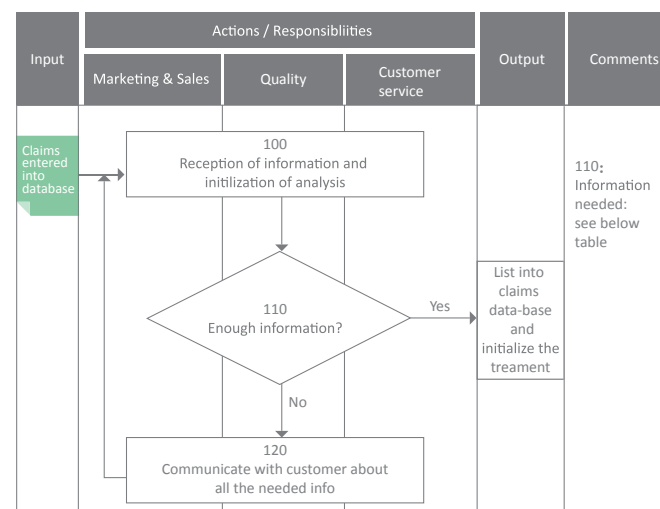 Input
Actions / Responsibliities
Marketing & Sales
Quality
Customer
service
Output
Comments
Claims
entered
into
database
100
Reception of information and
initilization of analysis
110:
Information
needed:
see below
table
110
Enough information?
Yes
List into
claims
data-base
and
initialize the
treament
No
120
Communicate with customer about
all the needed info